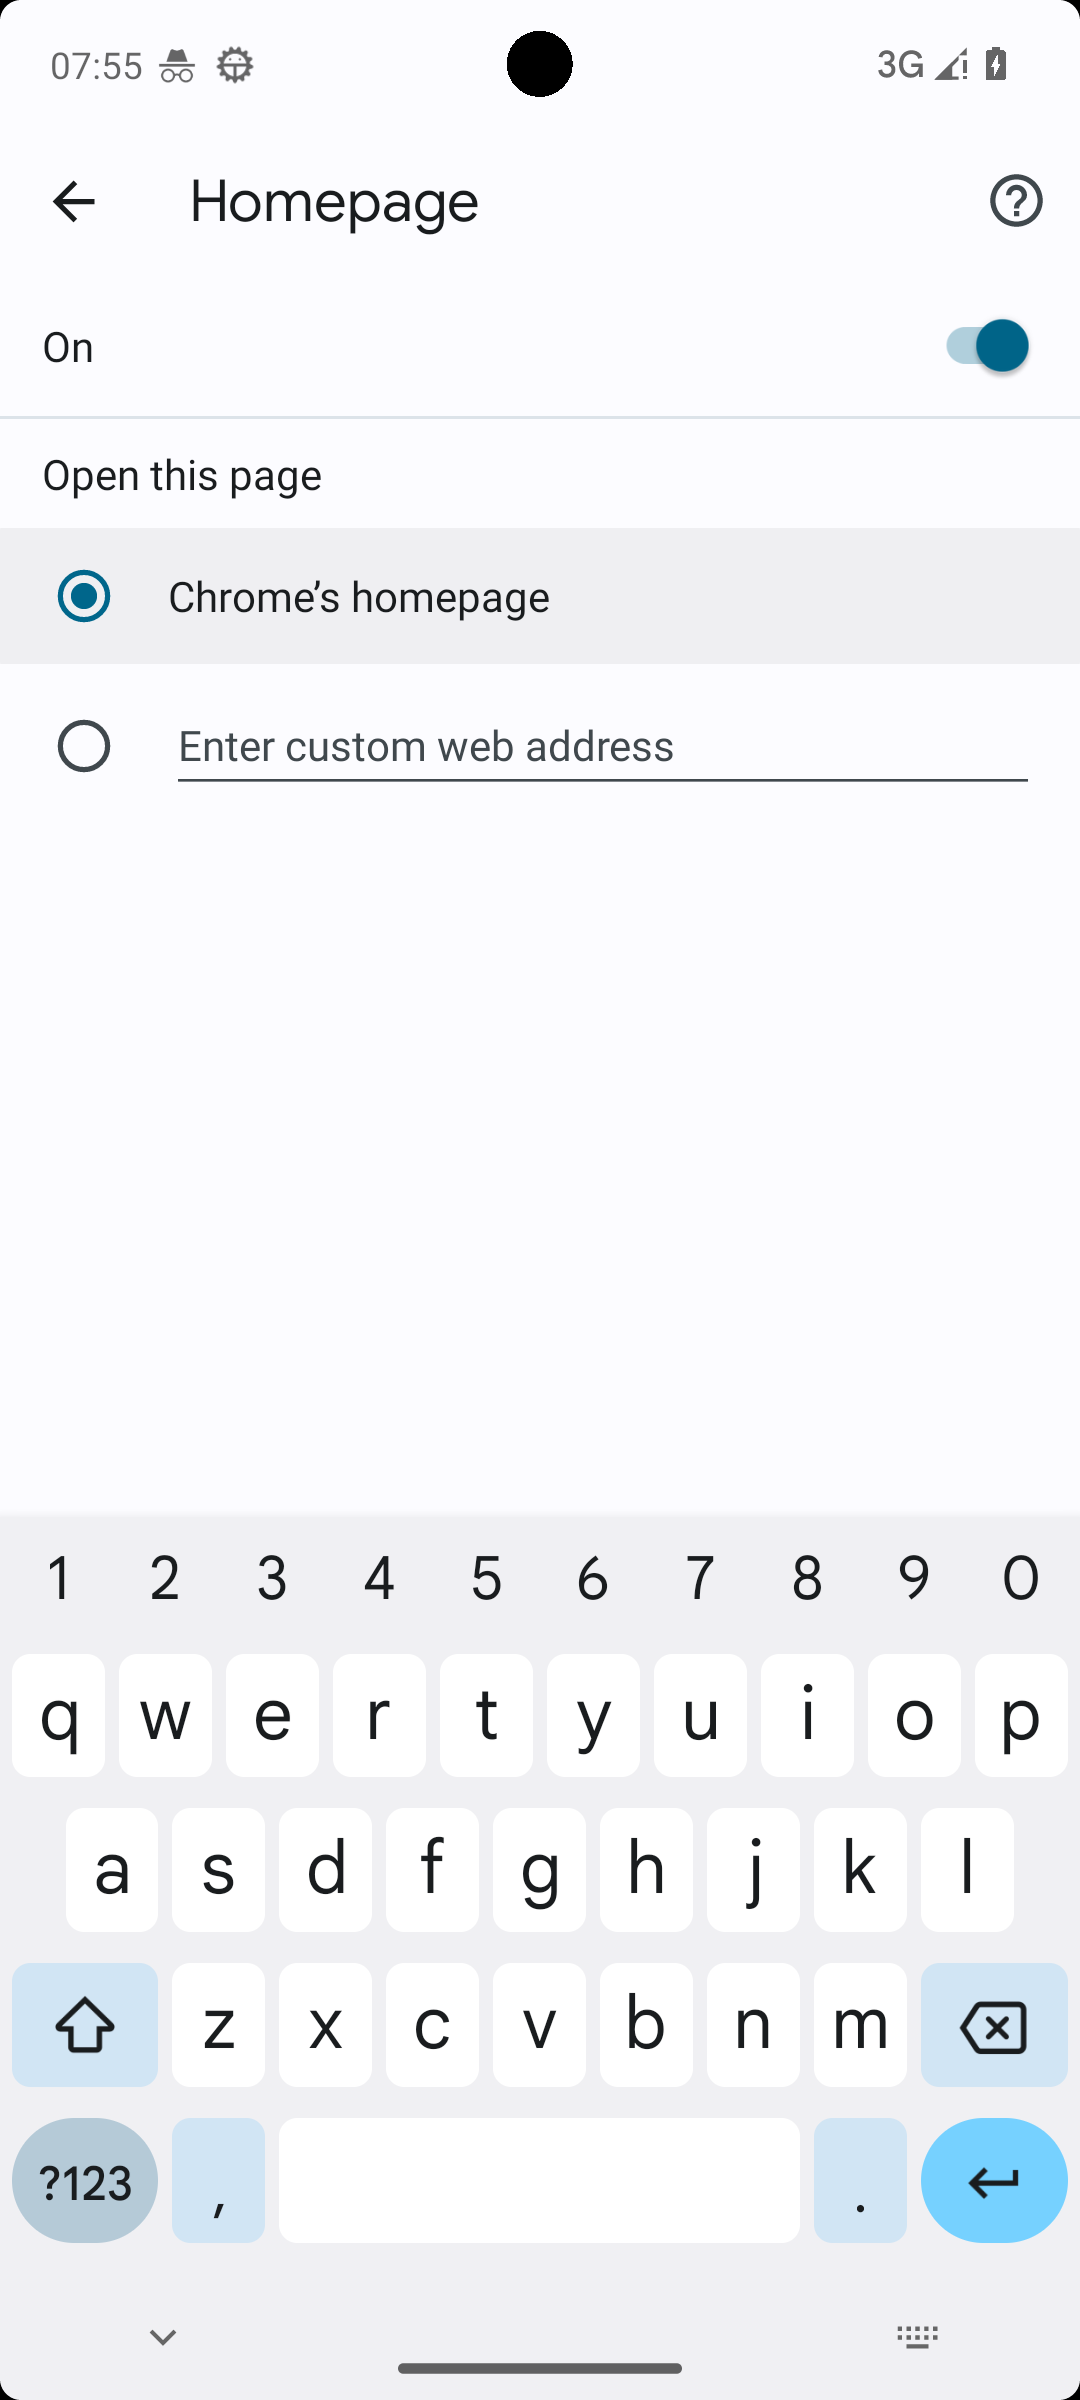 07:55
3G
Homepage
On
Open this page
Chrome’s homepage
Enter custom web address
1 2 3 4 5 6 7 8 9 0
q w e r t y u i o p
a s d f g h j k l
z x c v b n m
?123 , .